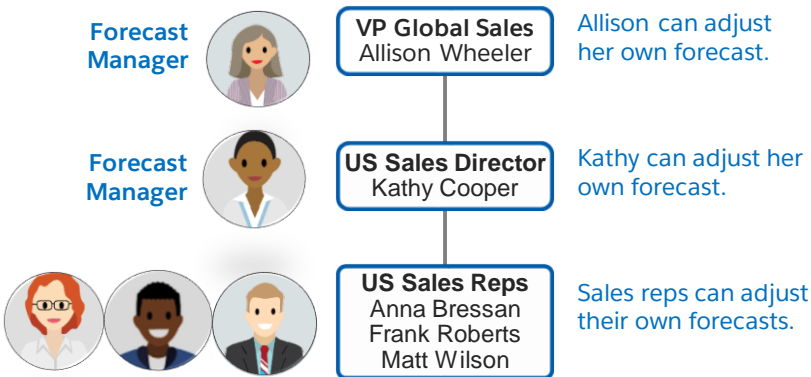 Forecast
Manager
VP Global Sales
Allison Wheeler
Allison can adjust
her own forecast.
Forecast
Manager
US Sales Director
Kathy Cooper
Kathy can adjust her
own forecast.
US Sales Reps
Anna Bressan
Frank Roberts
Matt Wilson
Sales reps can adjust
their own forecasts.